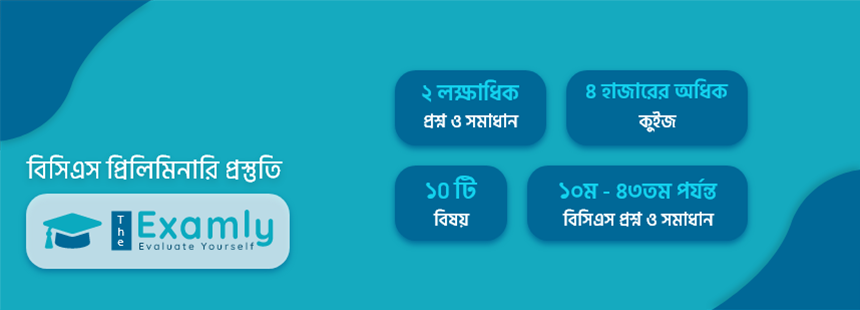 বিসিএস প্রিলিমিনারি প্রস্তুতি
The
Examly
Evaluate Yourself
২ লক্ষাধিক
প্রশ্ন ও সমাধান
৪ হাজারের অধিক
কুইজ
১০ টি
বিষয়
১০ম - ৪৩তম পর্যন্ত
বিসিএস প্রশ্ন ও সমাধান